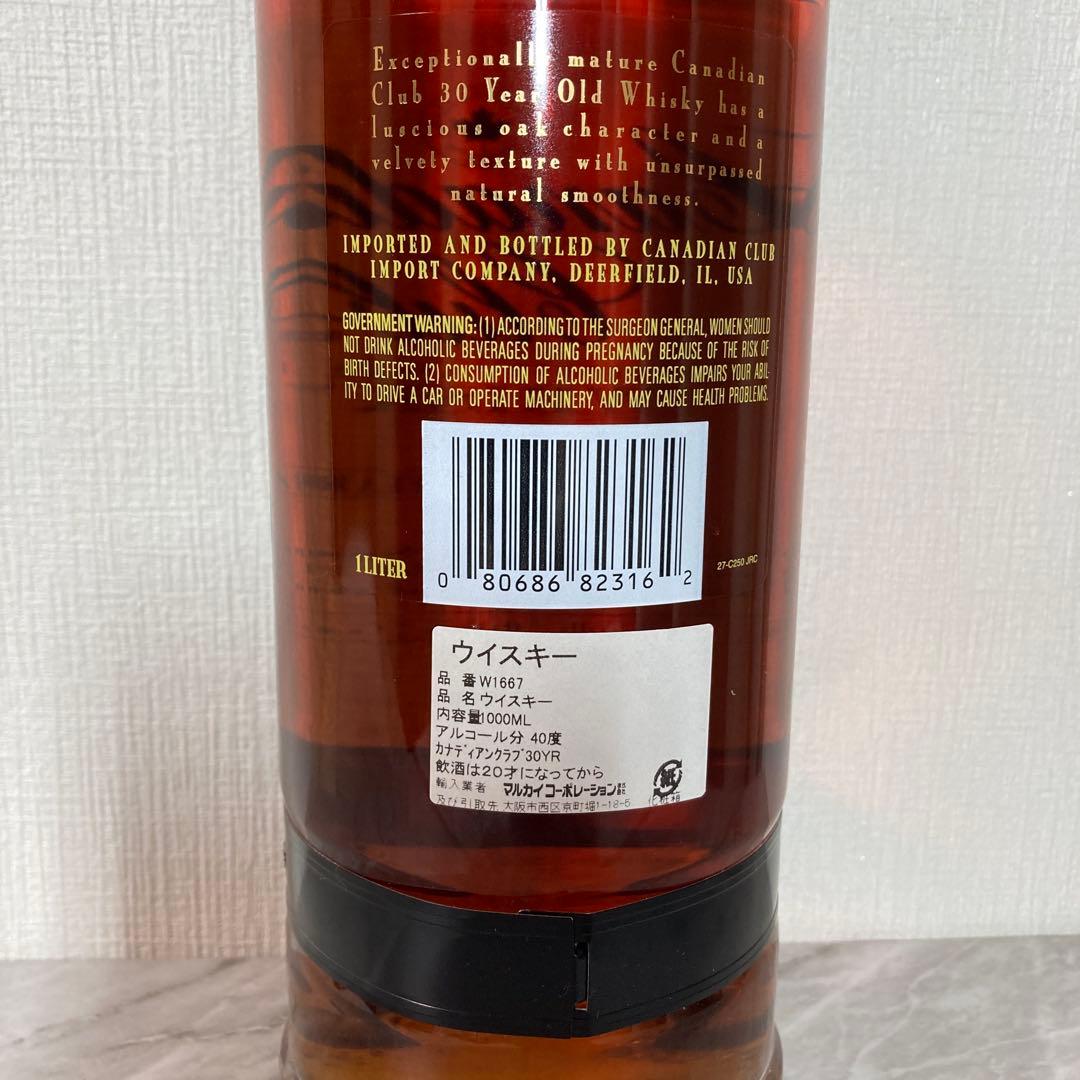 Exceptionally mature Canadian
Club 30 Year Old Whisky has a
luscious oak character and a
velvety texture with unsurpassed
natural smoothness.
IMPORTED AND BOTTLED BY CANADIAN CLUB
IMPORT COMPANY, DEERFIELD, IL, USA
GOVERNMENT WARNING: (1) ACCORDING TO THE SURGEON GENERAL, WOMEN SHOULD
NOT DRINK ALCOHOLIC BEVERAGES DURING PREGNANCY BECAUSE OF THE RISK OF
BIRTH DEFECTS. (2) CONSUMPTION OF ALCOHOLIC BEVERAGES IMPAIRS YOUR ABIL-
ITY TO DRIVE A CAR OR OPERATE MACHINERY, AND MAY CAUSE HEALTH PROBLEMS.
1 LITER
27-C250 JRC
0 80686 82316 2
ウイスキー
品 番 W1667
品 名 ウイスキー
内容量1000ML
アルコール分 40度
カナディアンクラブ30YR
飲酒は20才になってから
輸入業者 マルカイコーポレーション株式会社
及び引取先 大阪市西区京町堀1-18-5
紙
化粧箱